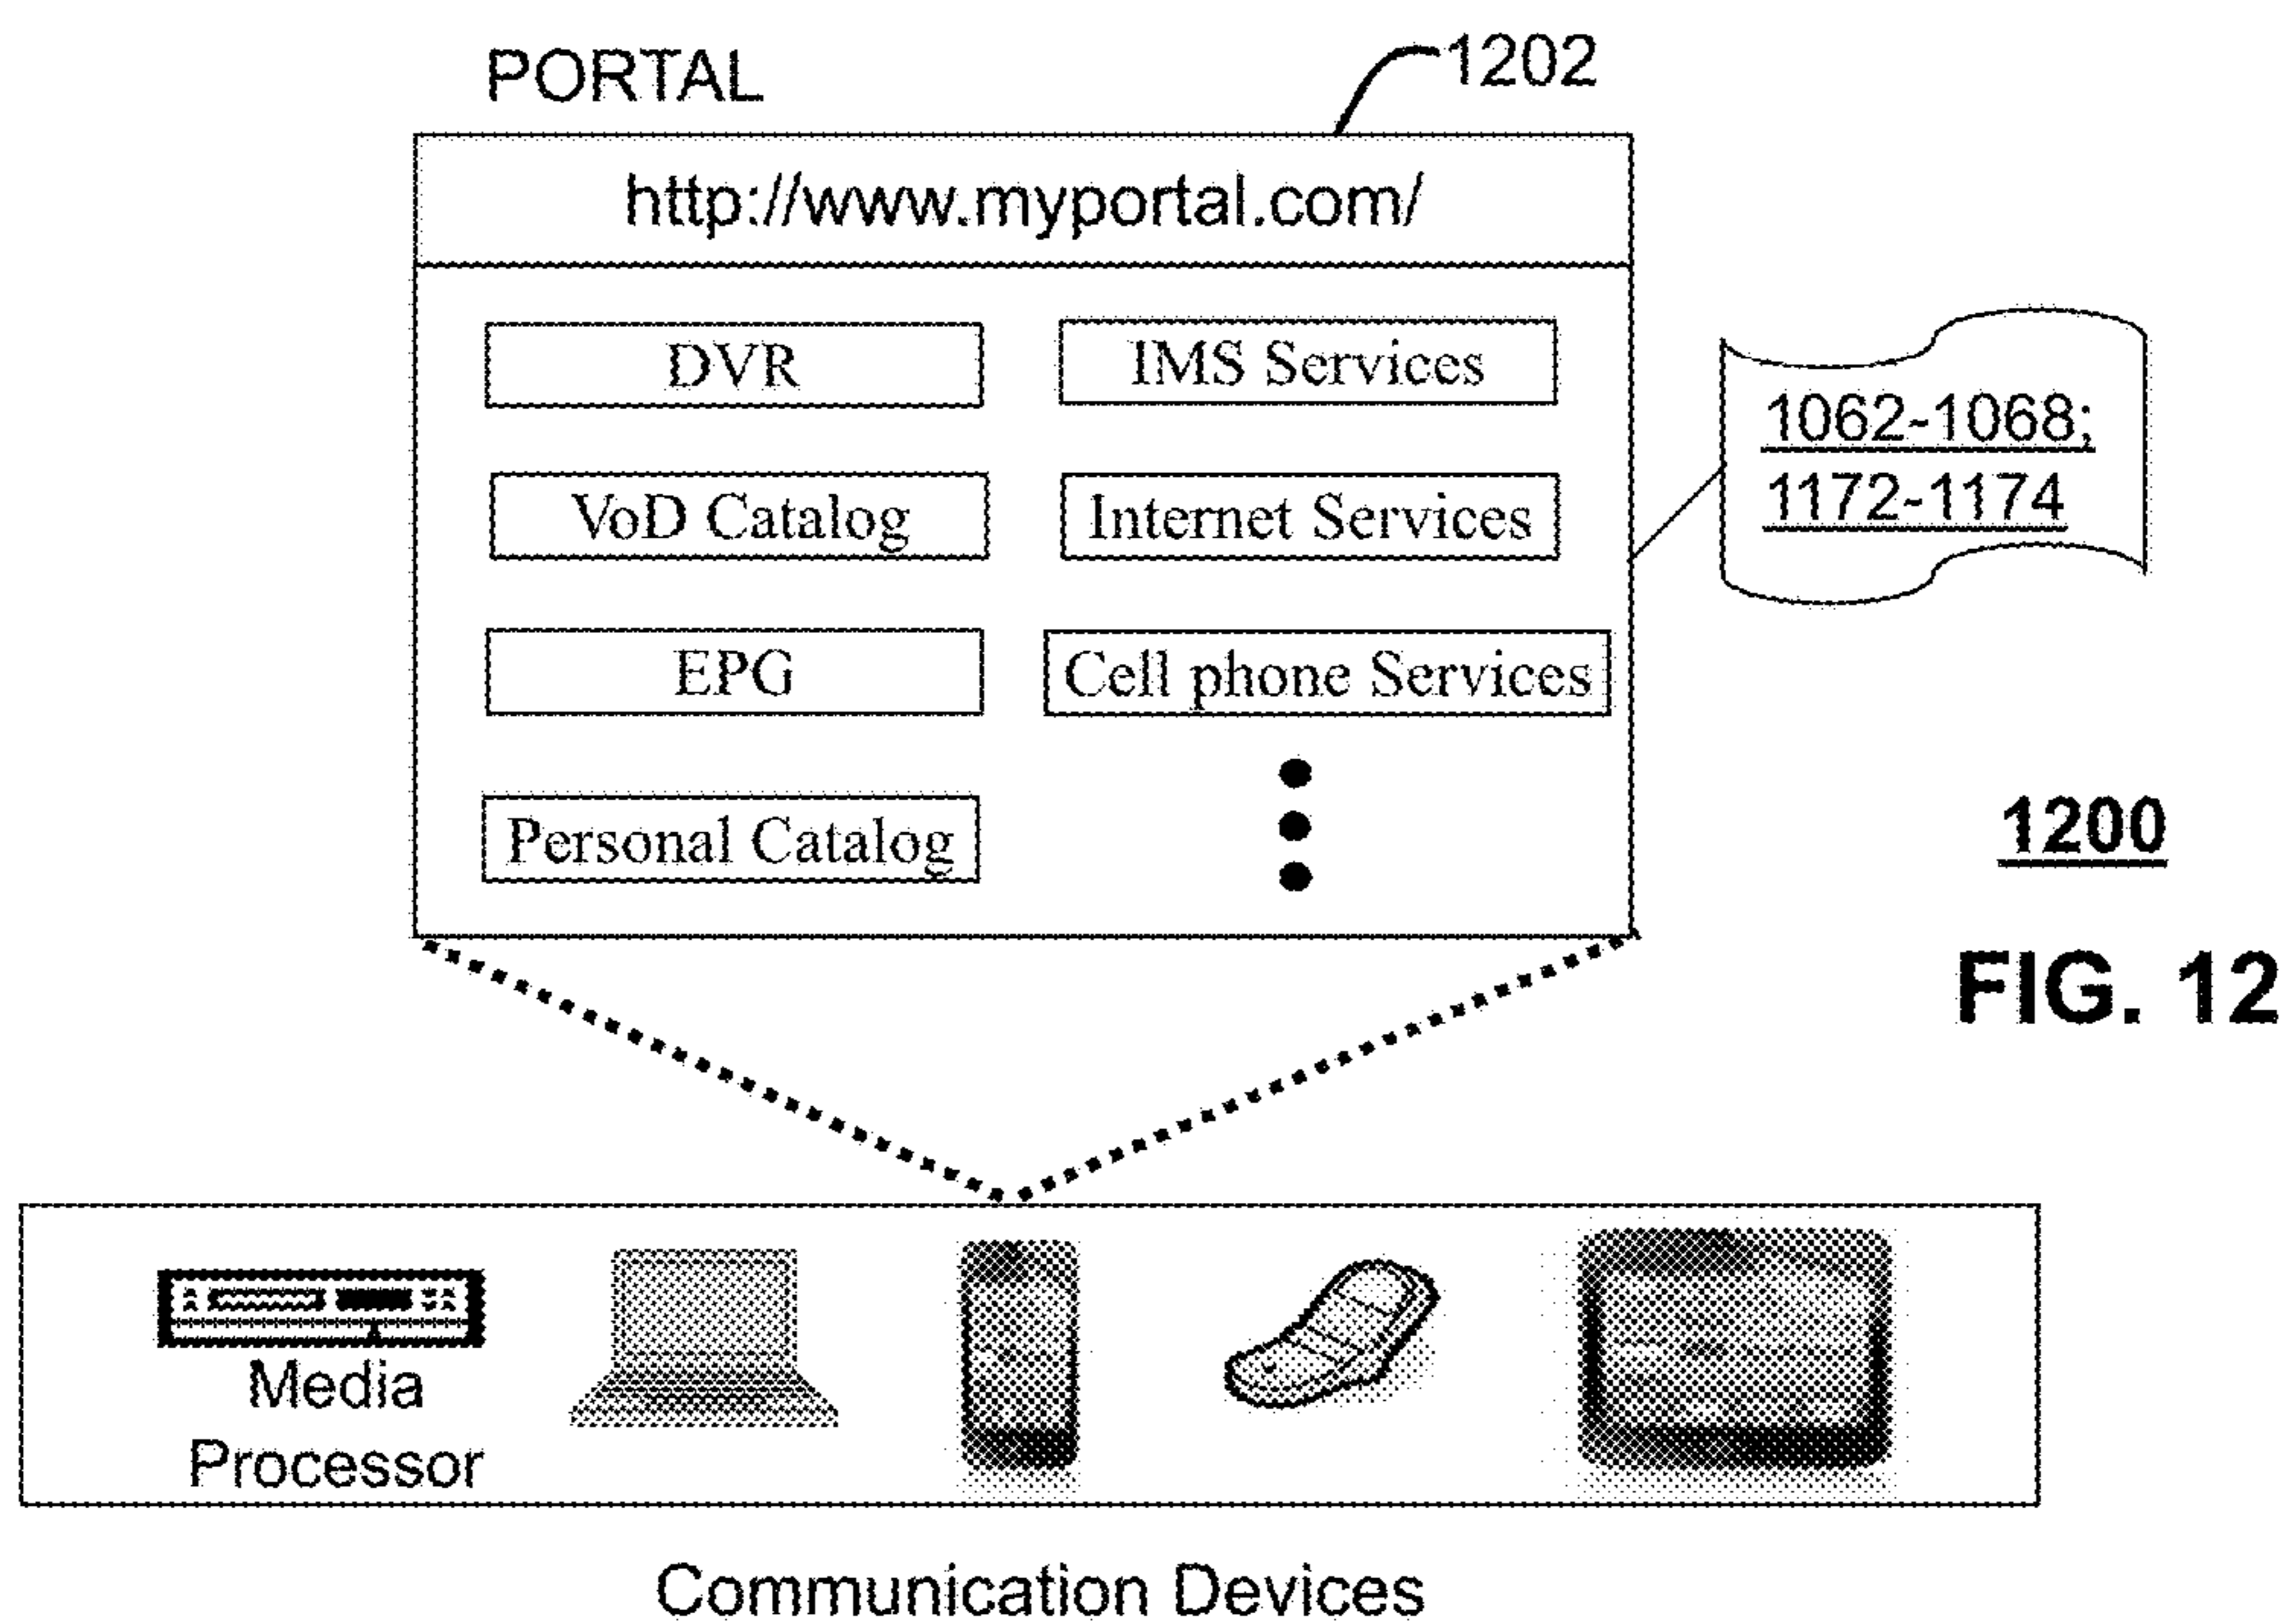 PORTAL
1202
http://www.myportal.com/
DVR
IMS Services
VoD Catalog
Internet Services
EPG
Cell phone Services
Personal Catalog
1062-1068;
1172-1174
1200
FIG. 12
Media
Processor
Communication Devices